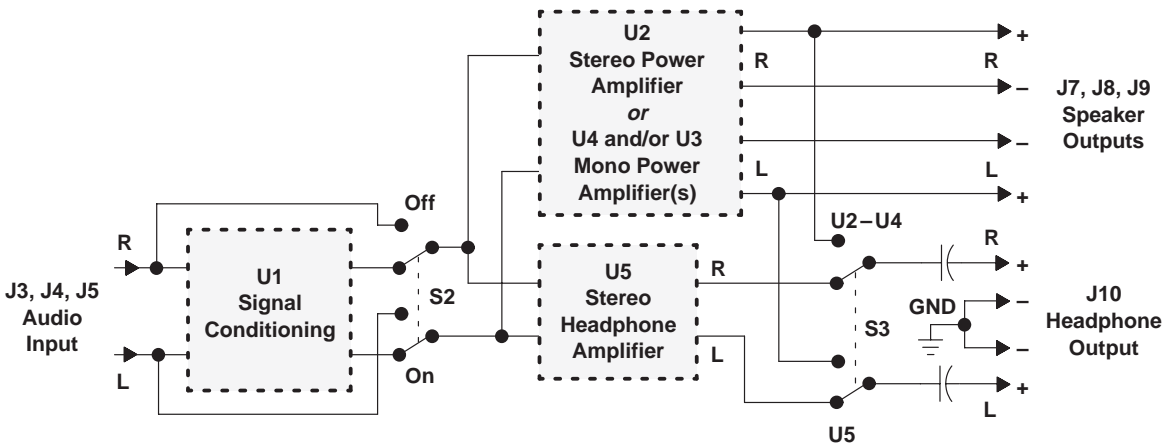 U2
Stereo Power
Amplifier
or
U4 and/or U3
Mono Power
Amplifier(s)
R
L
+
R
–
–
L
+
J7, J8, J9
Speaker
Outputs
J3, J4, J5
Audio
Input
R
L
U1
Signal
Conditioning
Off
S2
On
U5
Stereo
Headphone
Amplifier
R
L
U2–U4
S3
U5
R
+
GND
–
–
+
L
J10
Headphone
Output